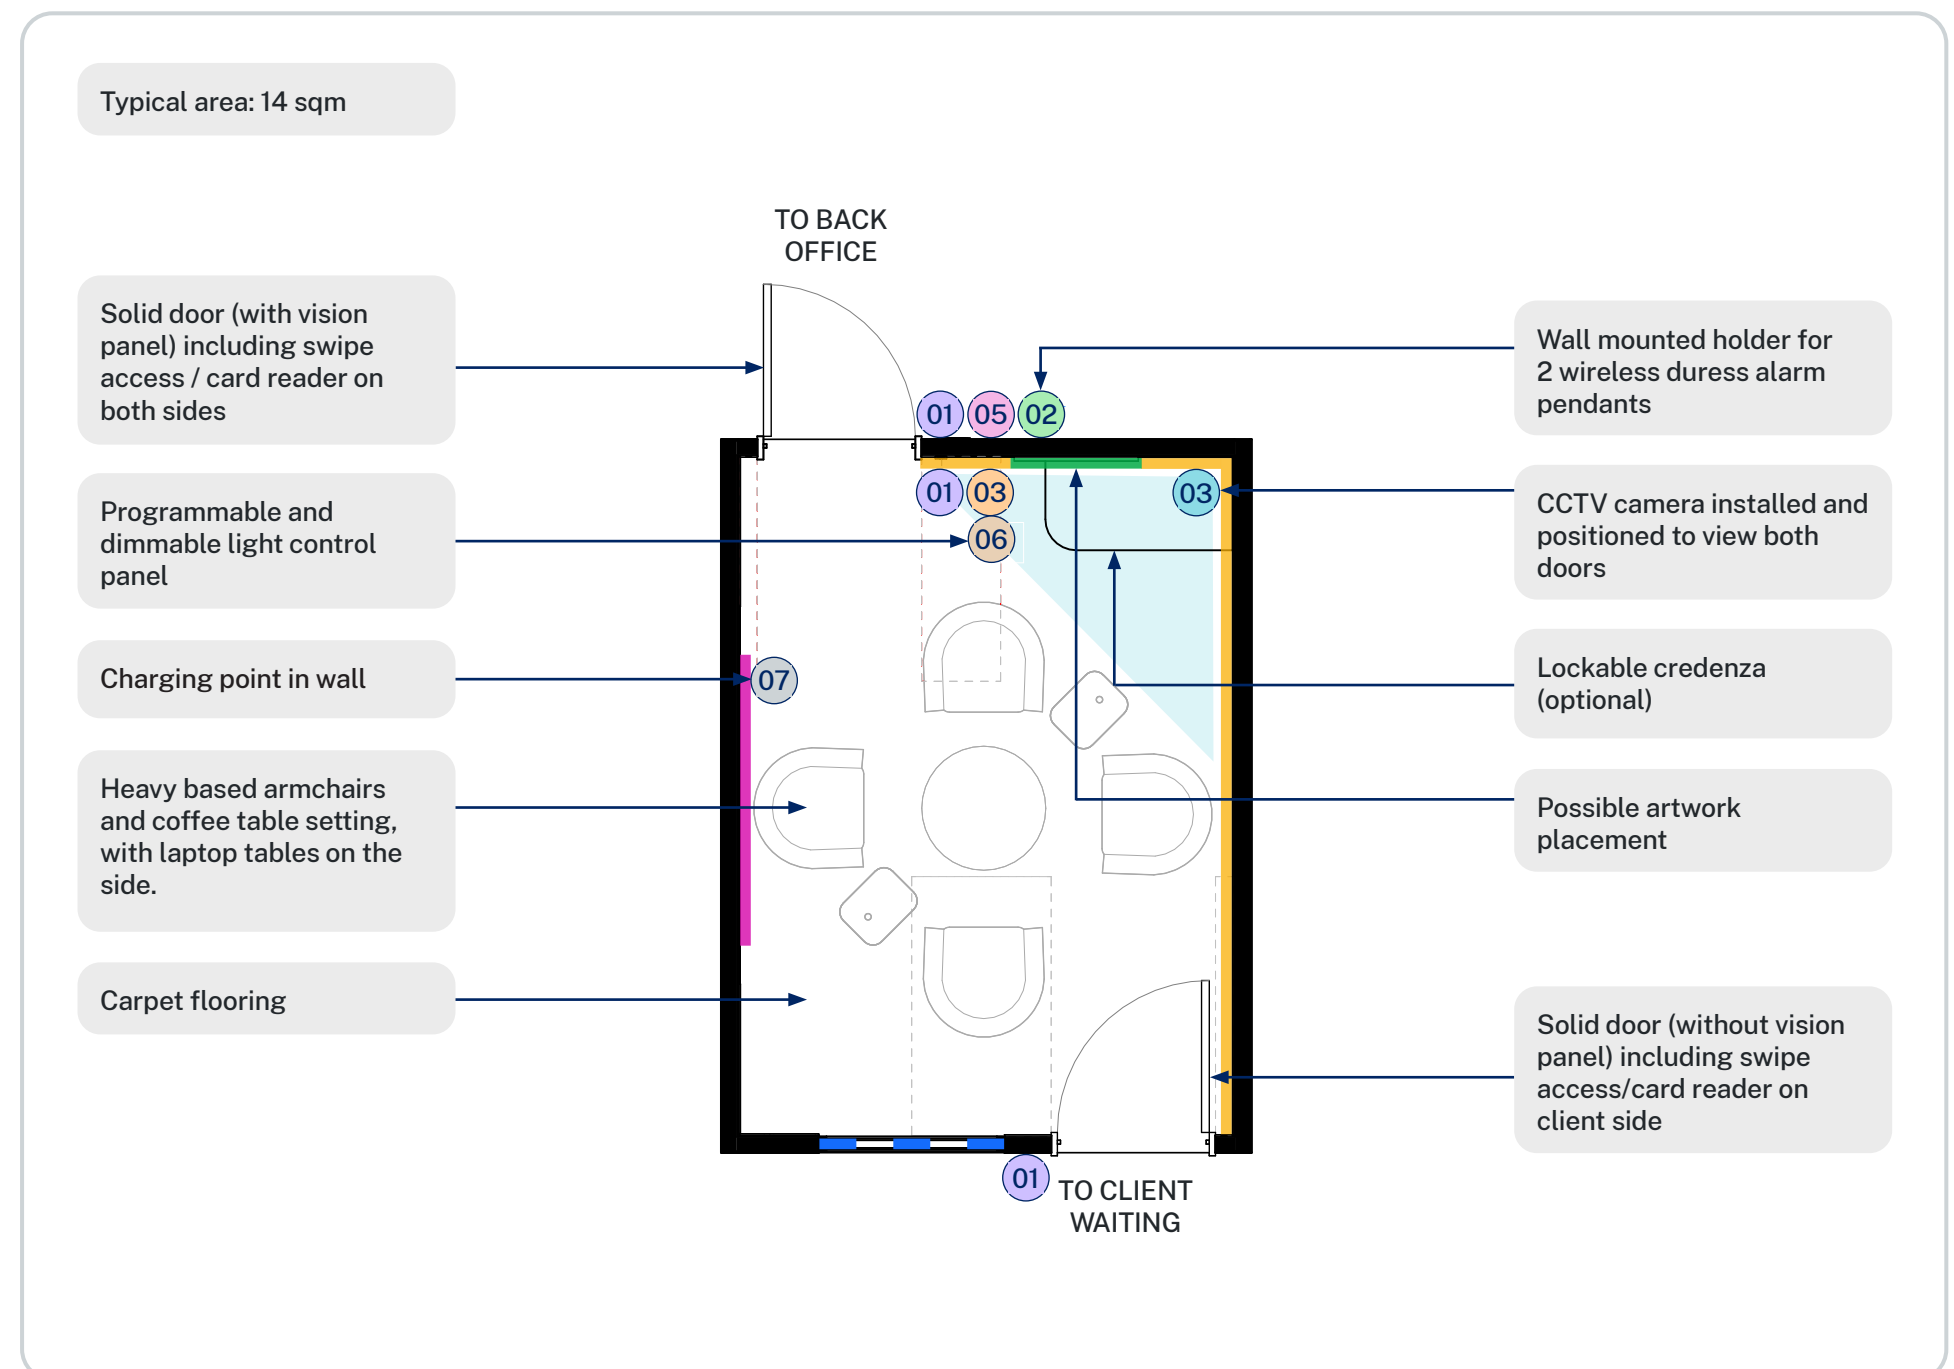 Typical area: 14 sqm
TO BACK
OFFICE
Solid door (with vision
panel) including swipe
access / card reader on
both sides
Programmable and
dimmable light control
panel
Charging point in wall
Heavy based armchairs
and coffee table setting,
with laptop tables on the
side.
Carpet flooring
01
05
02
01
03
03
06
07
01
TO CLIENT
WAITING
Wall mounted holder for
2 wireless duress alarm
pendants
CCTV camera installed and
positioned to view both
doors
Lockable credenza
(optional)
Possible artwork
placement
Solid door (without vision
panel) including swipe
access/card reader on
client side